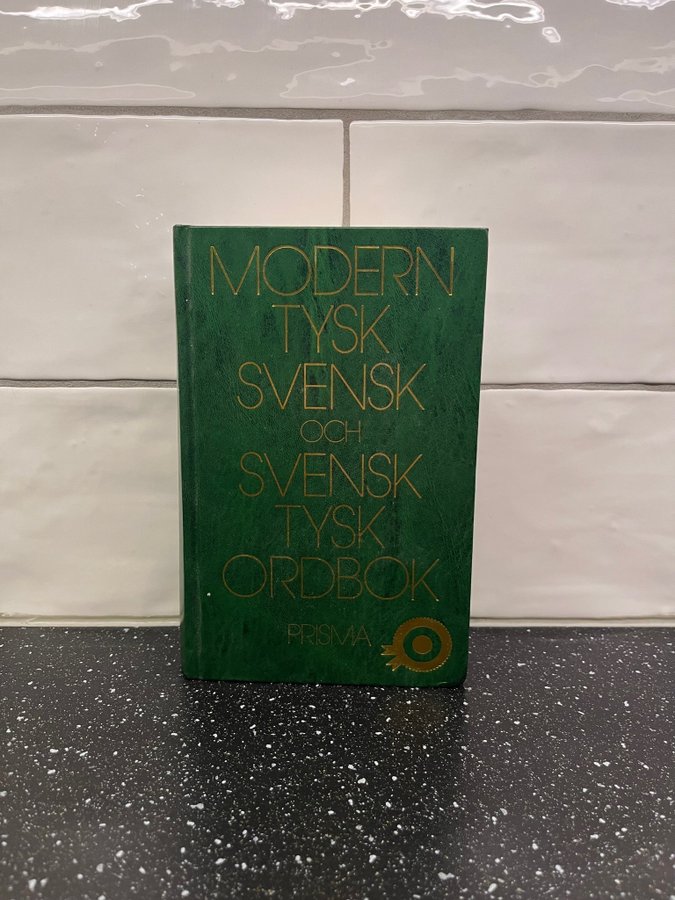 MODERN
TYSK
SVENSK
OCH
SVENSK
TYSK
ORDBOK
PRISMA